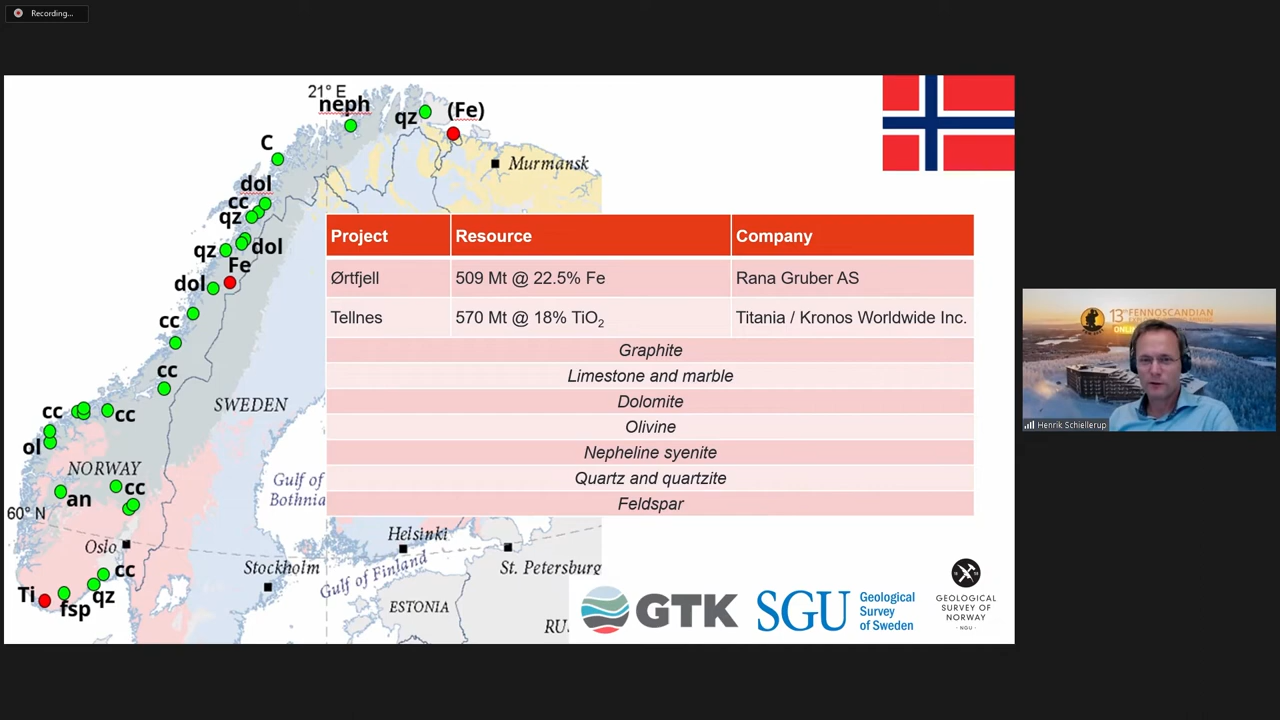 Recording...
21° E
neph
qz
(Fe)
C
Murmansk
dol
cc
qz
qz
dol
Fe
dol
cc
cc
cc
SWEDEN
cc
cc
ol
NORWAY
Gulf of
Bothnia
an
cc
60° N
Oslo
Helsinki
Stockholm
Gulf of Finland
St. Petersburg
cc
Ti
fsp
qz
ESTONIA
RUS
Project Resource Company
Ørtfjell 509 Mt @ 22.5% Fe Rana Gruber AS
Tellnes 570 Mt @ 18% TiO₂ Titania / Kronos Worldwide Inc.
Graphite
Limestone and marble
Dolomite
Olivine
Nepheline syenite
Quartz and quartzite
Feldspar
GTK
SGU
Geological
Survey
of Sweden
GEOLOGICAL
SURVEY OF
NORWAY
- NGU -
13th FENNOSCANDIAN
Henrik Schiellerup